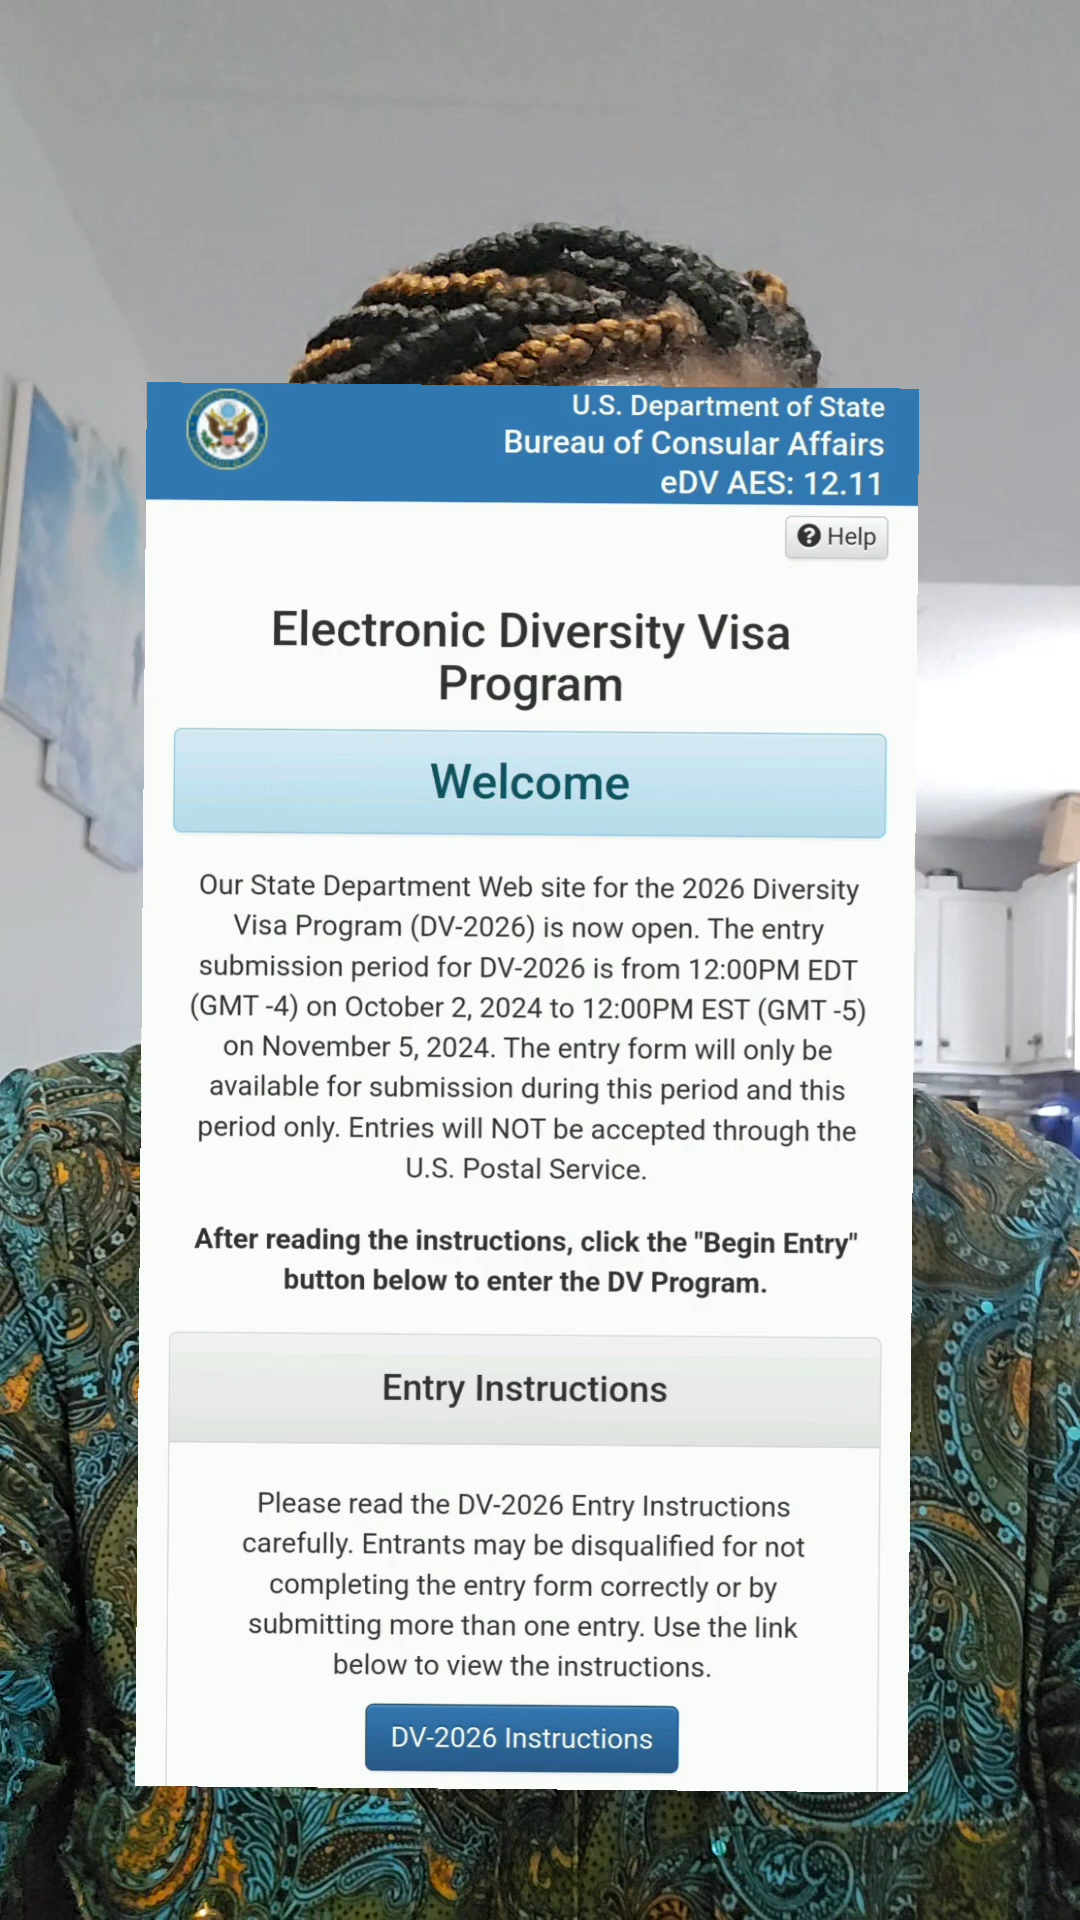 U.S. Department of State
Bureau of Consular Affairs
eDV AES: 12.11
Help
Electronic Diversity Visa
Program
Welcome
Our State Department Web site for the 2026 Diversity
Visa Program (DV-2026) is now open. The entry
submission period for DV-2026 is from 12:00PM EDT
(GMT -4) on October 2, 2024 to 12:00PM EST (GMT -5)
on November 5, 2024. The entry form will only be
available for submission during this period and this
period only. Entries will NOT be accepted through the
U.S. Postal Service.
After reading the instructions, click the "Begin Entry"
button below to enter the DV Program.
Entry Instructions
Please read the DV-2026 Entry Instructions
carefully. Entrants may be disqualified for not
completing the entry form correctly or by
submitting more than one entry. Use the link
below to view the instructions.
DV-2026 Instructions